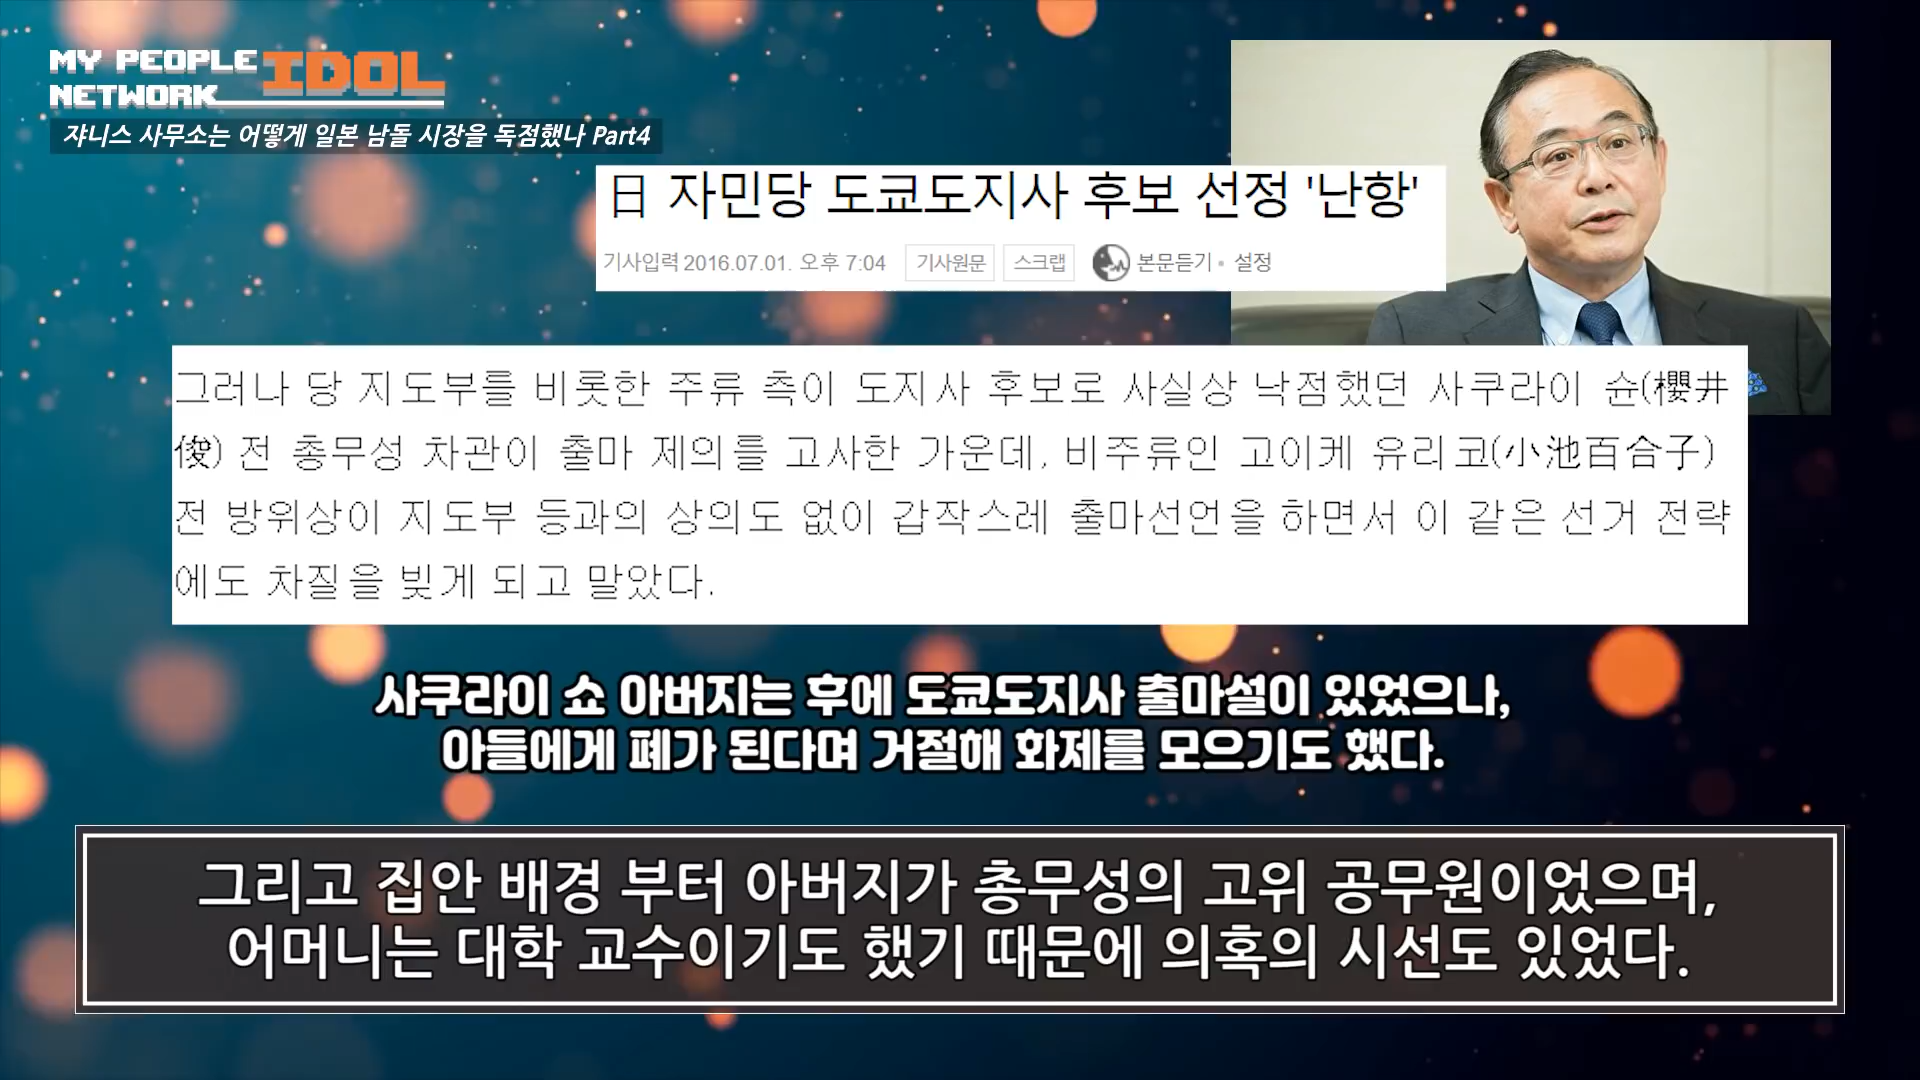 MY PEOPLE
NETWORK IDOL
쟈니스 사무소는 어떻게 일본 남돌 시장을 독점했나 Part4
日 자민당 도쿄도지사 후보 선정 '난항'
기사입력 2016.07.01. 오후 7:04 기사원문 스크랩 본문듣기 • 설정
그러나 당 지도부를 비롯한 주류 측이 도지사 후보로 사실상 낙점했던 사쿠라이 슌(櫻井
俊) 전 총무성 차관이 출마 제의를 고사한 가운데, 비주류인 고이케 유리코(小池百合子)
전 방위상이 지도부 등과의 상의도 없이 갑작스레 출마선언을 하면서 이 같은 선거 전략
에도 차질을 빚게 되고 말았다.
사쿠라이 쇼 아버지는 후에 도쿄도지사 출마설이 있었으나,
아들에게 폐가 된다며 거절해 화제를 모으기도 했다.
그리고 집안 배경 부터 아버지가 총무성의 고위 공무원이었으며,
어머니는 대학 교수이기도 했기 때문에 의혹의 시선도 있었다.